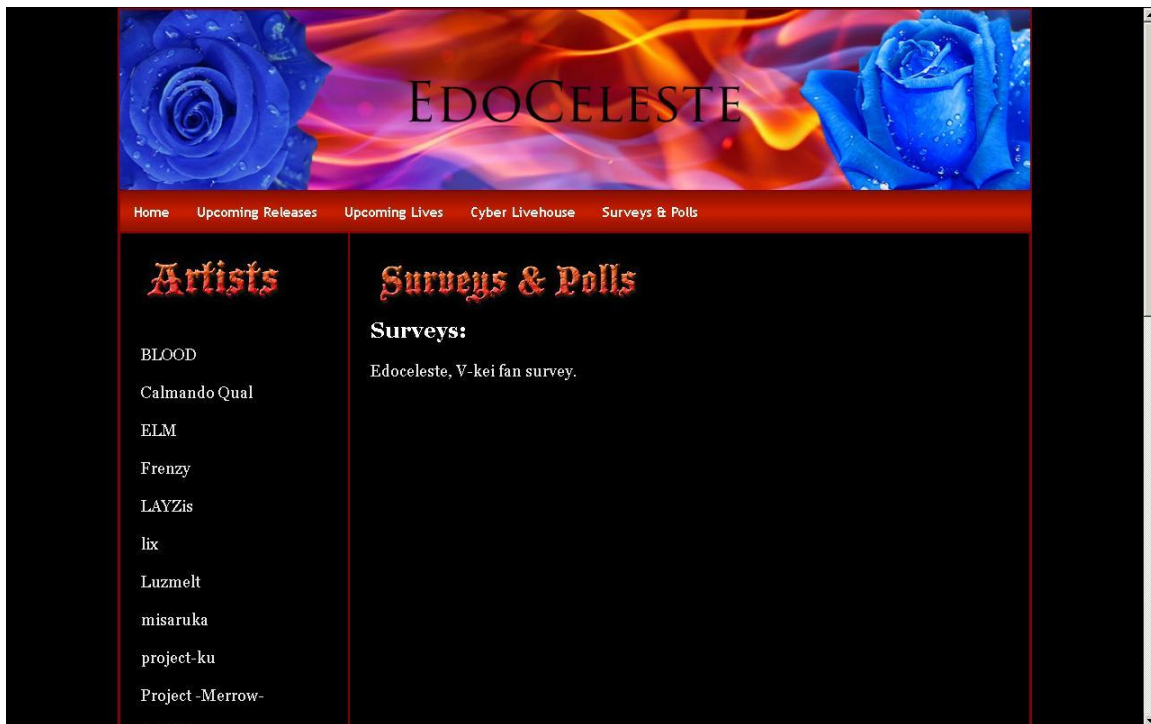 EDOCELESTE
Home Upcoming Releases Upcoming Lives Cyber Livehouse Surveys & Polls
Artists
BLOOD
Calmando Qual
ELM
Frenzy
LAYZis
lix
Luzmelt
misaruka
project-ku
Project -Merrow-
Surveys & Polls
Surveys:
Edoceleste, V-kei fan survey.